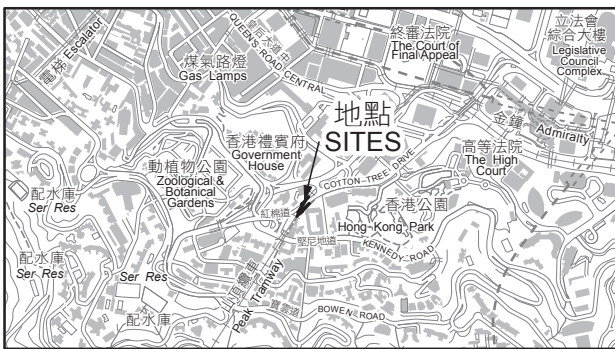 電梯 Escalator
煤氣路燈
Gas Lamps
皇后大道中
QUEEN'S ROAD CENTRAL
終審法院
The Court of
Final Appeal
立法會
綜合大樓
Legislative
Council
Complex
地點
SITES
金鐘
Admiralty
香港禮賓府
Government
House
動植物公園
Zoological &
Botanical
Gardens
COTTON TREE DRIVE
高等法院
The High
Court
配水庫
Ser Res
紅棉道
香港公園
Hong Kong Park
堅尼地道
KENNEDY ROAD
配水庫
Ser Res
Ser Res
配水庫
山頂纜車
Peak Tramway
寶雲道
BOWEN ROAD